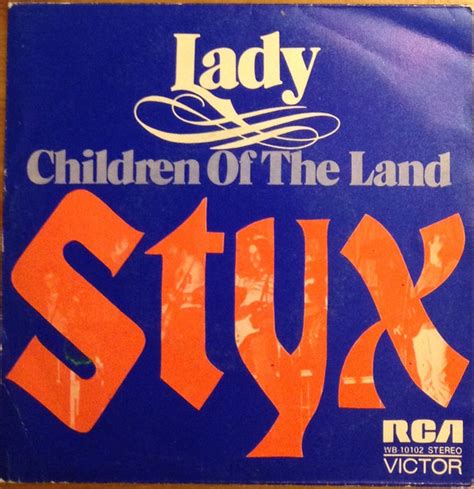 Lady
Children Of The Land
Styx
RCA
WB-10102 STEREO
VICTOR